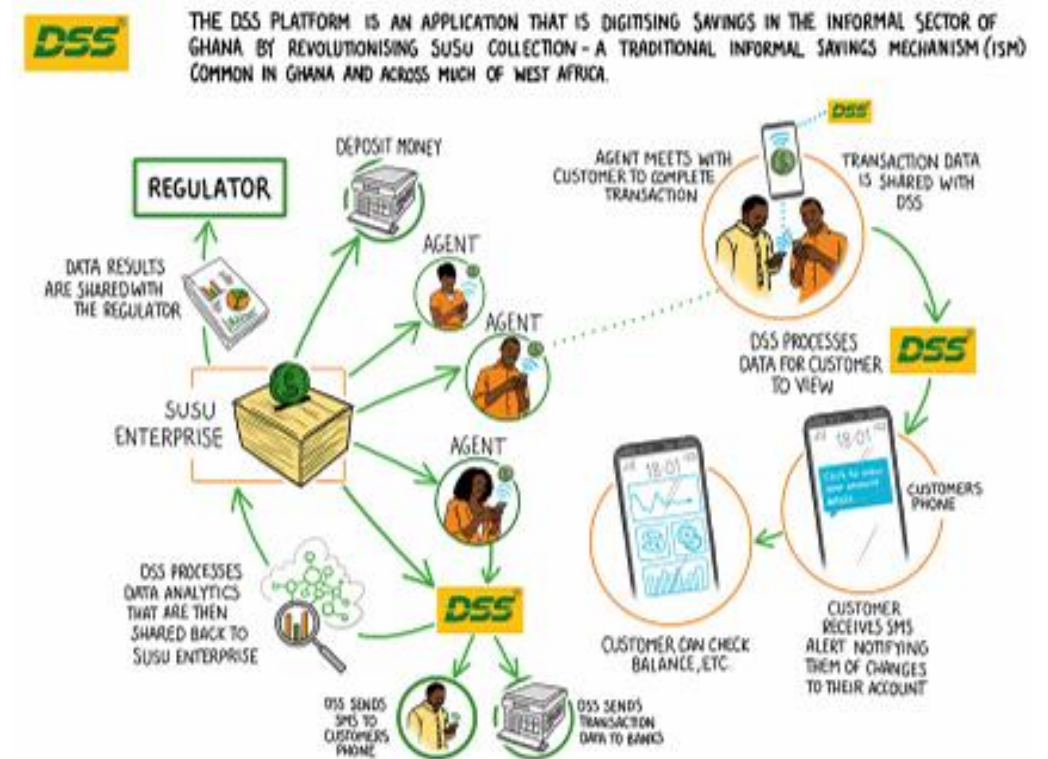 DSS
THE DSS PLATFORM IS AN APPLICATION THAT IS DIGITISING SAVINGS IN THE INFORMAL SECTOR OF
GHANA BY REVOLUTIONISING SUSU COLLECTION - A TRADITIONAL INFORMAL SAVINGS MECHANISM (ISM)
COMMON IN GHANA AND ACROSS MUCH OF WEST AFRICA.
REGULATOR
DATA RESULTS
ARE SHARED WITH
THE REGULATOR
DEPOSIT MONEY
AGENT
AGENT
AGENT
SUSU
ENTERPRISE
DSS PROCESSES
DATA ANALYTICS
THAT ARE THEN
SHARED BACK TO
SUSU ENTERPRISE
DSS
DSS SENDS
SMS TO
CUSTOMERS
PHONE
DSS SENDS
TRANSACTION
DATA TO BANKS
AGENT MEETS WITH
CUSTOMER TO COMPLETE
TRANSACTION
DSS
TRANSACTION DATA
IS SHARED WITH
DSS
DSS PROCESSES
DATA FOR CUSTOMER
TO VIEW
DSS
18:01
CUSTOMERS
PHONE
CUSTOMER
RECEIVES SMS
ALERT NOTIFYING
THEM OF CHANGES
TO THEIR ACCOUNT
18:01
CUSTOMER CAN CHECK
BALANCE, ETC.